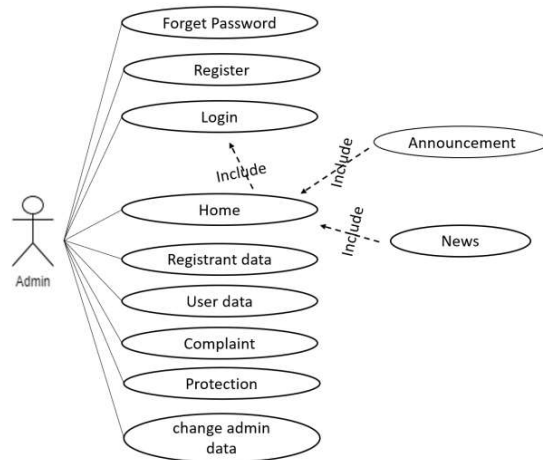 Forget Password
Register
Login
Include
Include
Announcement
Home
Include
News
Admin
Registrant data
User data
Complaint
Protection
change admin
data